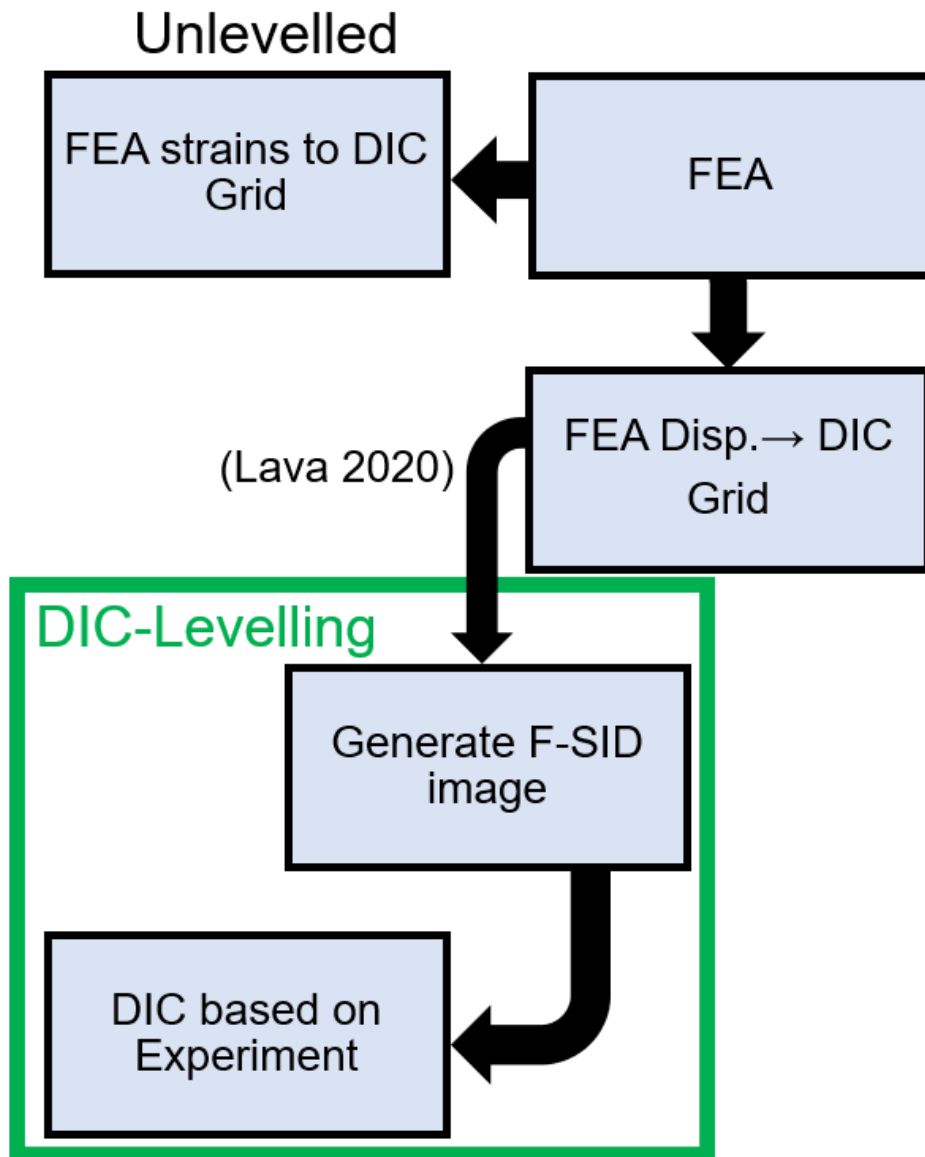 Unlevelled
FEA strains to DIC
Grid
FEA
FEA Disp.→ DIC
Grid
(Lava 2020)
DIC-Levelling
Generate F-SID
image
DIC based on
Experiment